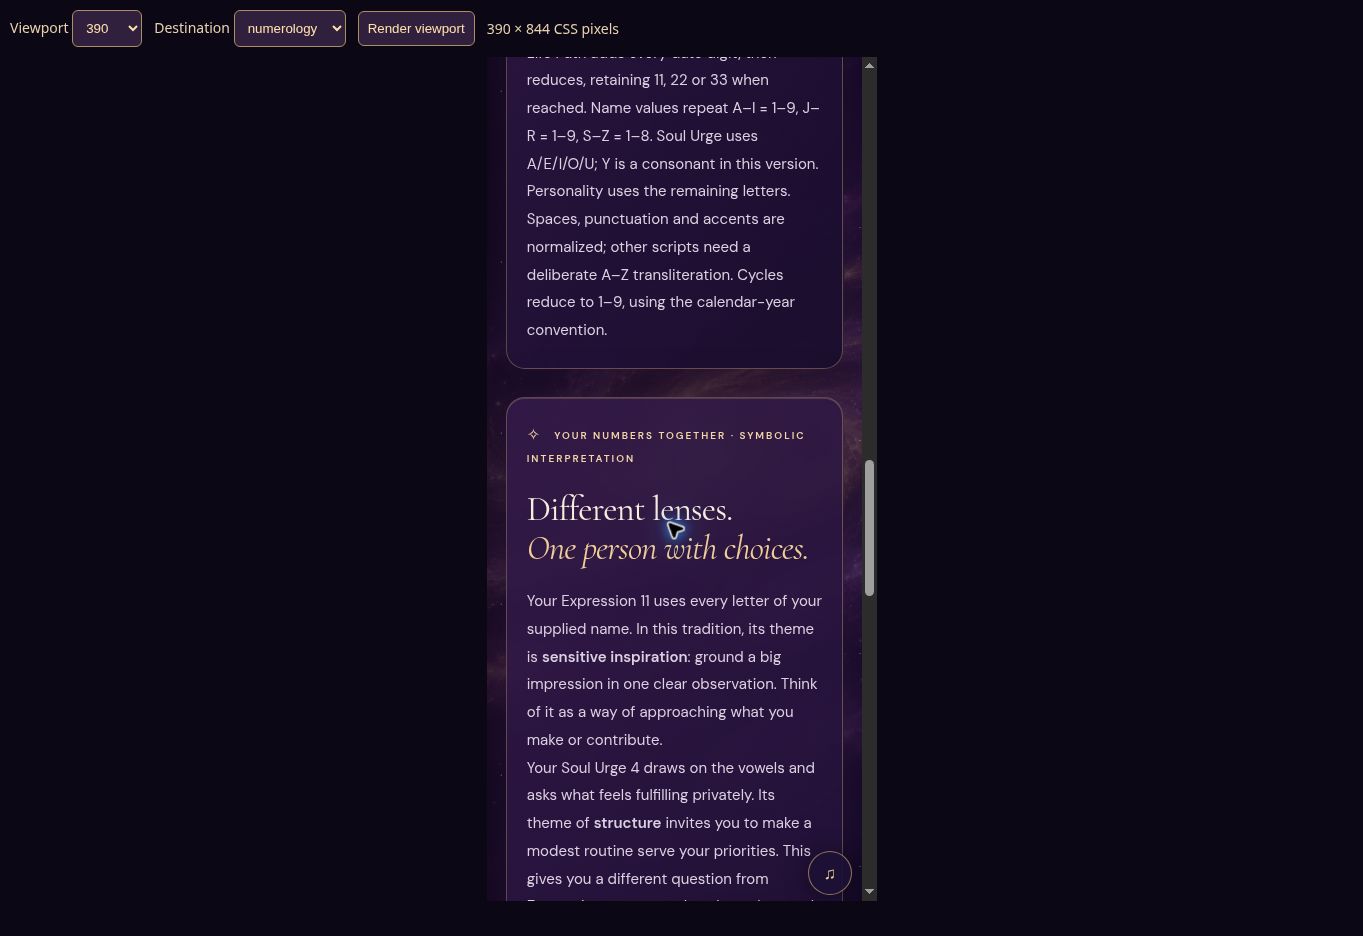 Viewport 390 Destination numerology Render viewport 390 × 844 CSS pixels
reduces, retaining 11, 22 or 33 when
reached. Name values repeat A–I = 1–9, J–
R = 1–9, S–Z = 1–8. Soul Urge uses
A/E/I/O/U; Y is a consonant in this version.
Personality uses the remaining letters.
Spaces, punctuation and accents are
normalized; other scripts need a
deliberate A–Z transliteration. Cycles
reduce to 1–9, using the calendar-year
convention.
✧ YOUR NUMBERS TOGETHER · SYMBOLIC
INTERPRETATION
Different lenses.
One person with choices.
Your Expression 11 uses every letter of your
supplied name. In this tradition, its theme
is sensitive inspiration: ground a big
impression in one clear observation. Think
of it as a way of approaching what you
make or contribute.
Your Soul Urge 4 draws on the vowels and
asks what feels fulfilling privately. Its
theme of structure invites you to make a
modest routine serve your priorities. This
gives you a different question from